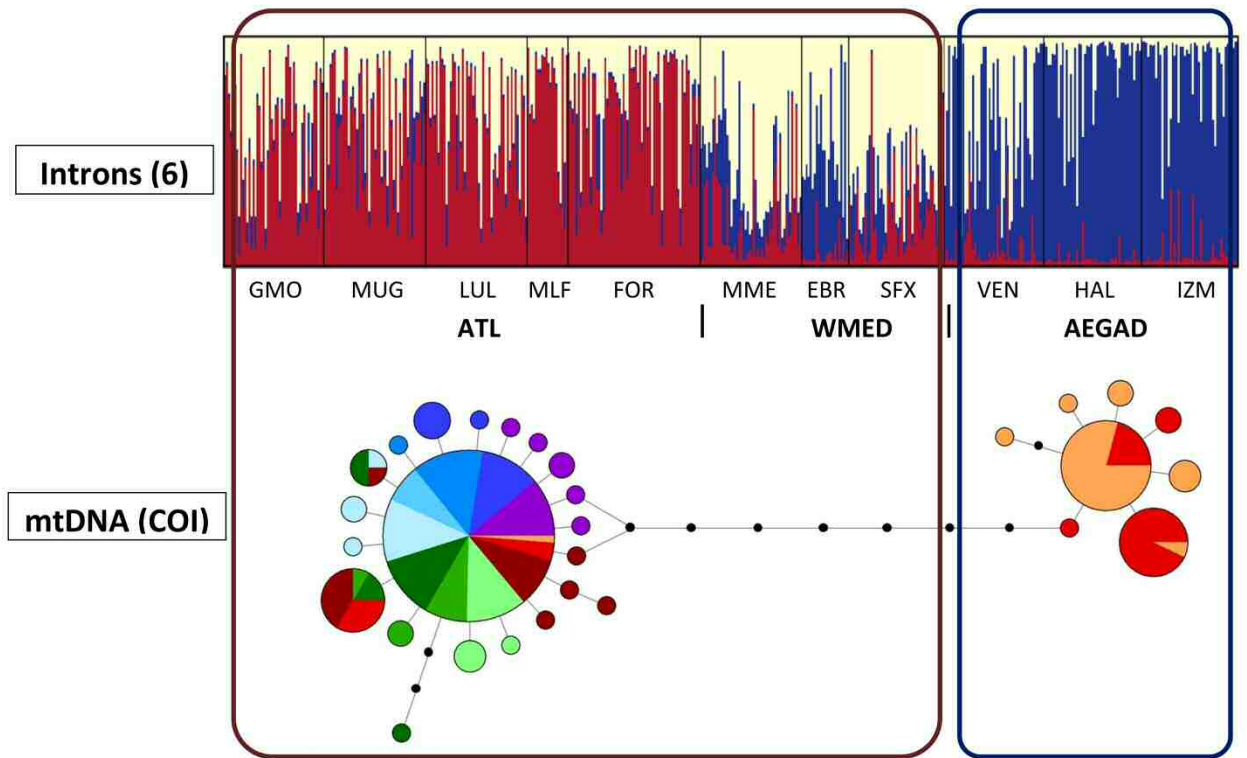 Introns (6)
GMO MUG LUL MLF FOR MME EBR SFX VEN HAL IZM
ATL WMED AEGAD
mtDNA (COI)